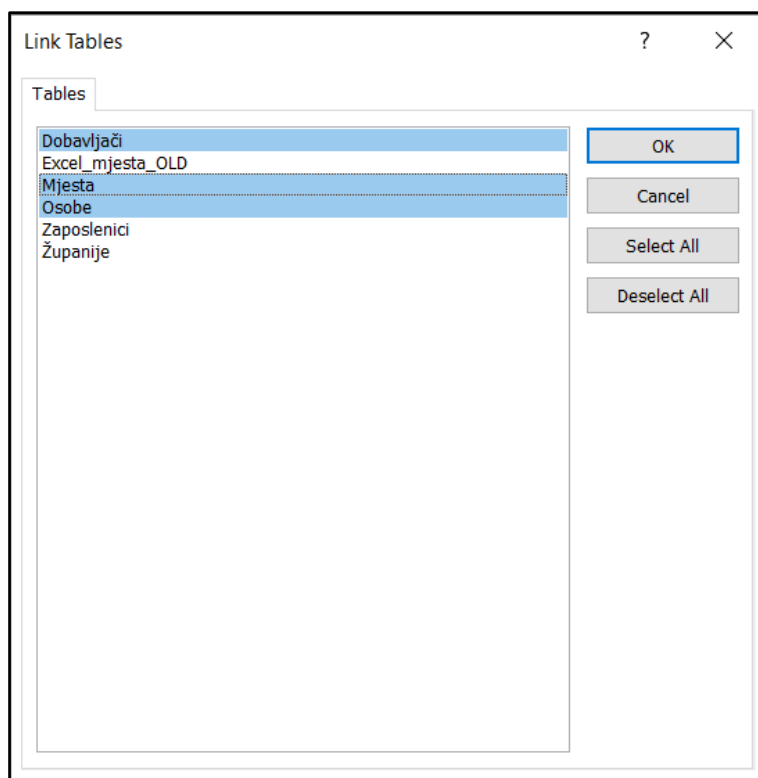 Link Tables
?
Tables
Dobavljači
Excel_mjesta_OLD
Mjesta
Osobe
Zaposlenici
Županije
OK
Cancel
Select All
Deselect All